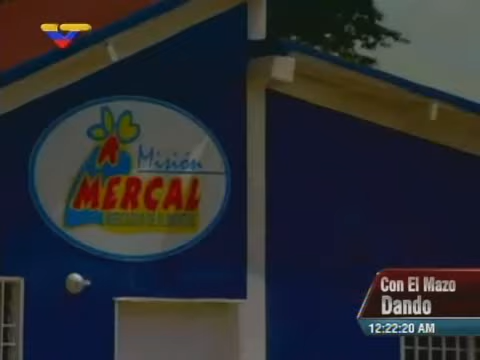 Misión
MERCAL
Con El Mazo
Dando
12:22:20 AM